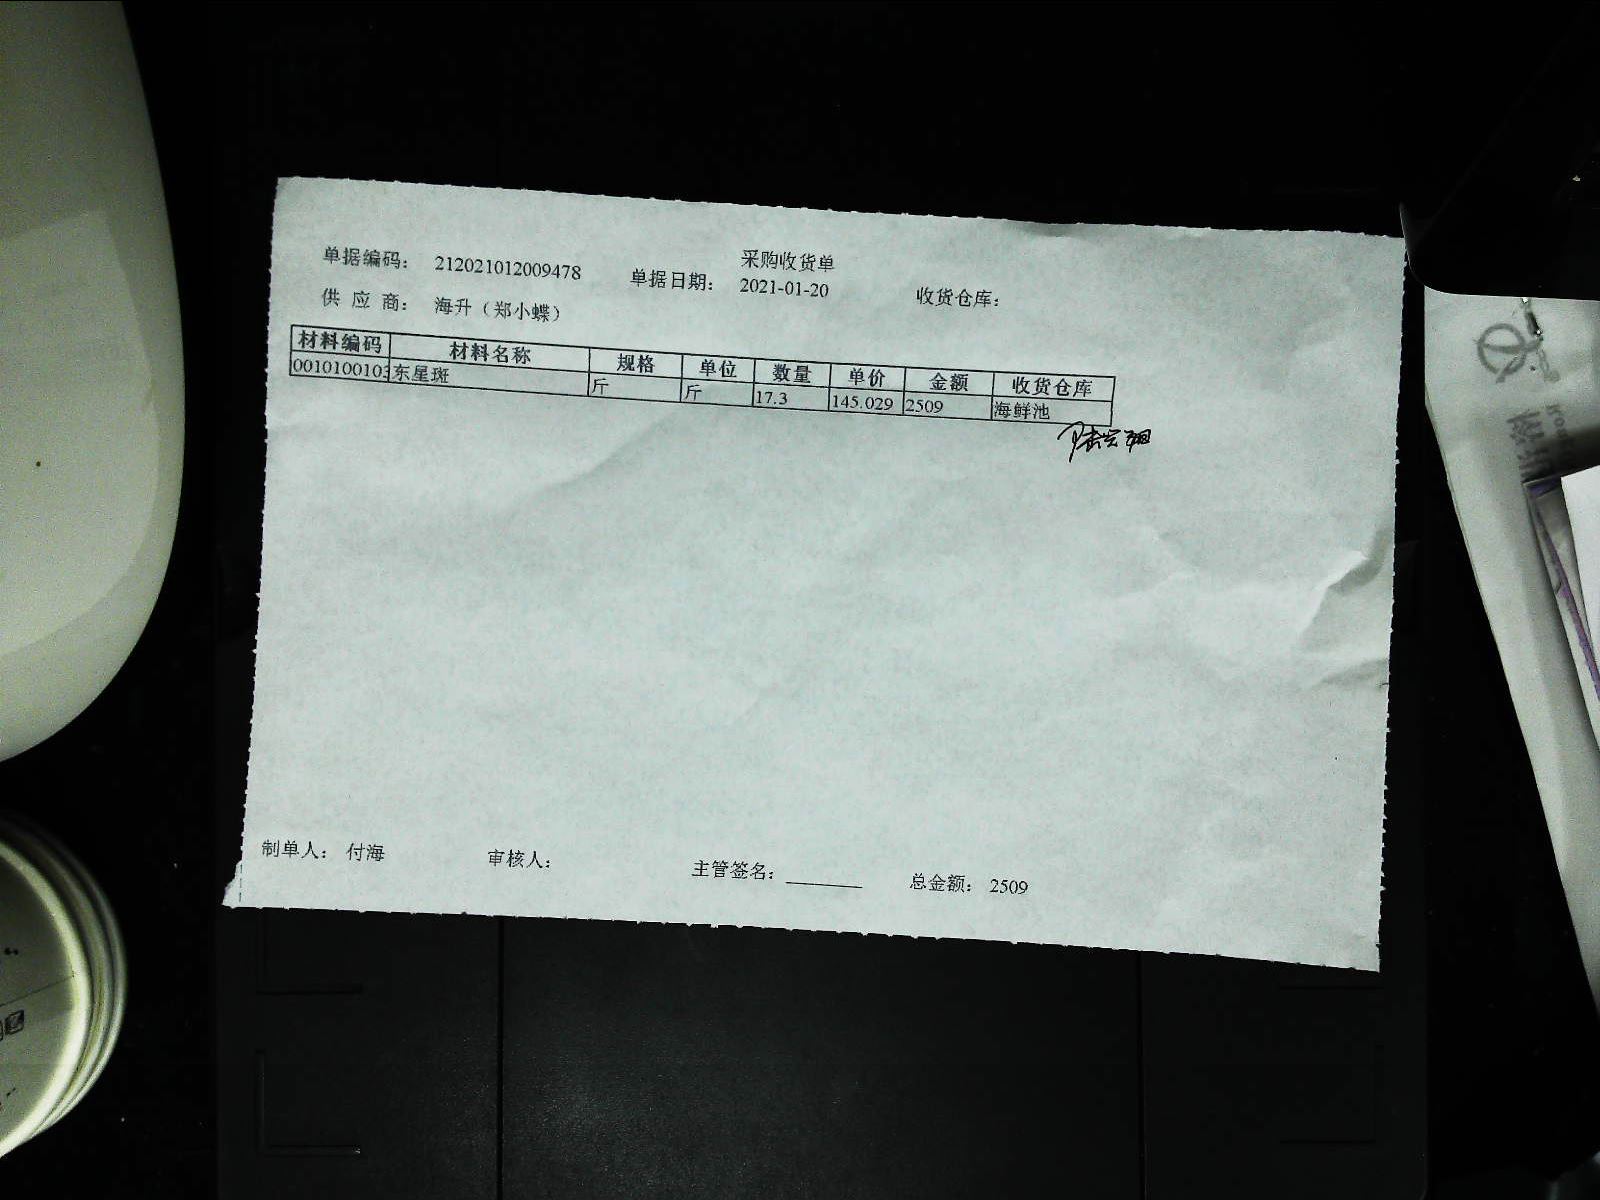 采购收货单
单据编码： 212021012009478 单据日期： 2021-01-20 收货仓库：
供 应 商： 海升（郑小蝶）
材料编码 材料名称 规格 单位 数量 单价 金额 收货仓库
0010100103 东星斑 斤 斤 17.3 145.029 2509 海鲜池
制单人： 付海 审核人： 主管签名：________ 总金额： 2509